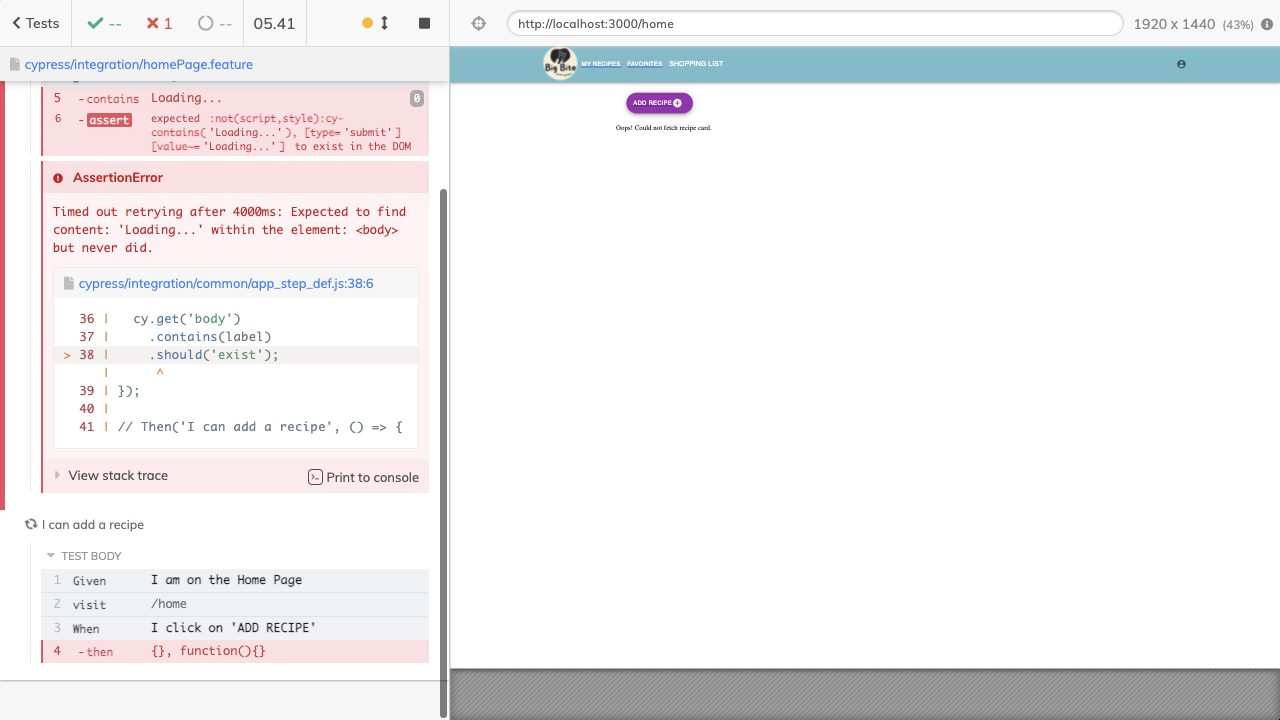 Tests
--
1
--
05.41
http://localhost:3000/home
1920 x 1440 (43%)
cypress/integration/homePage.feature
5 - contains Loading... 0
6 - assert expected :not(script,style):cy-
contains('Loading...'), [type='submit']
[value~='Loading...'] to exist in the DOM
AssertionError
Timed out retrying after 4000ms: Expected to find
content: 'Loading...' within the element: <body>
but never did.
cypress/integration/common/app_step_def.js:38:6
36 | cy.get('body')
37 | .contains(label)
> 38 | .should('exist');
| ^
39 | });
40 |
41 | // Then('I can add a recipe', () => {
View stack trace
Print to console
I can add a recipe
TEST BODY
1 Given I am on the Home Page
2 visit /home
3 When I click on 'ADD RECIPE'
4 - then {}, function(){}
Big Bite
MY RECIPES FAVORITES SHOPPING LIST
ADD RECIPE
Oops! Could not fetch recipe card.